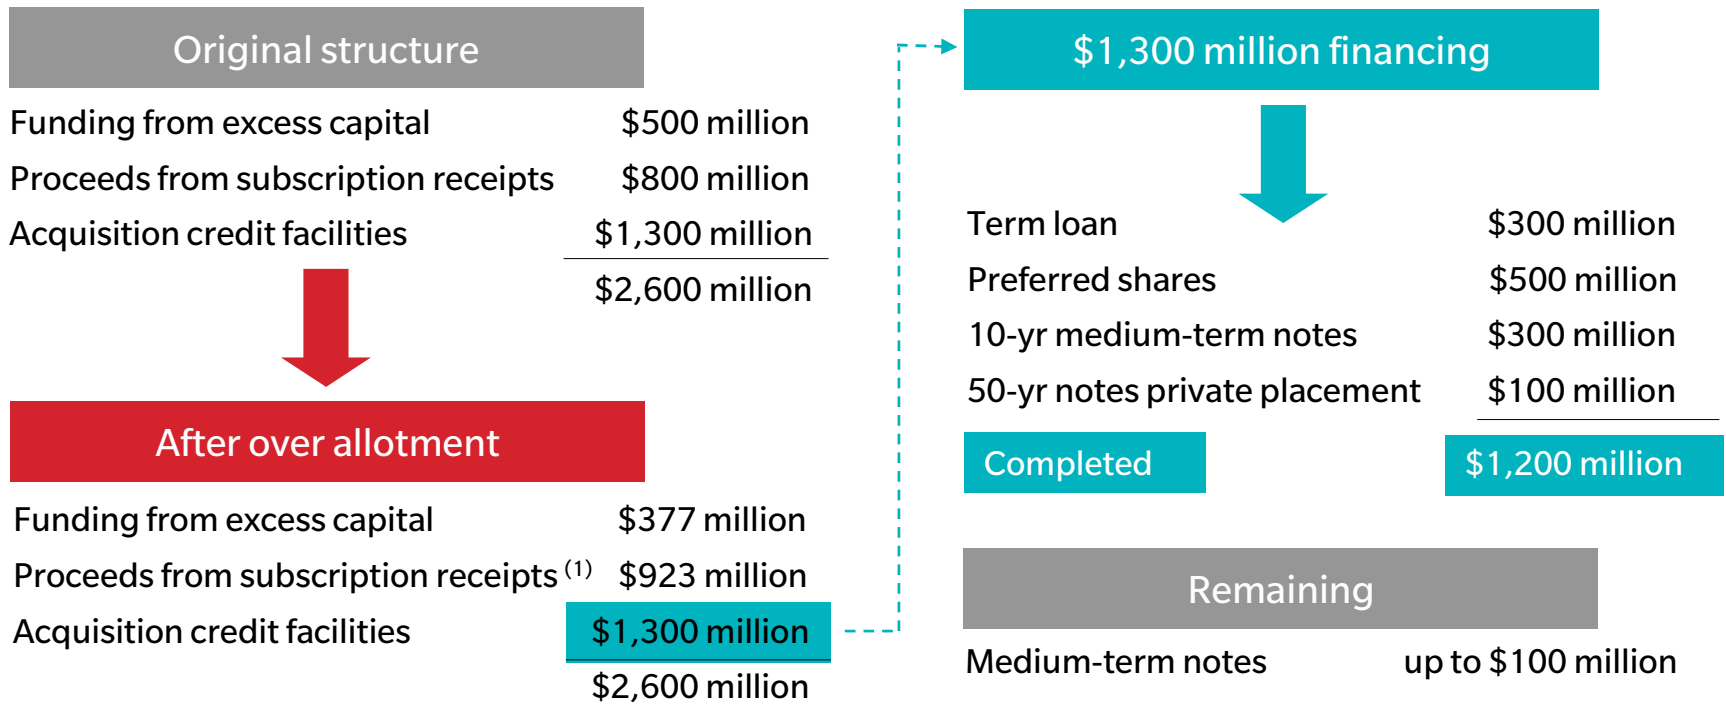 Original structure
Funding from excess capital $500 million
Proceeds from subscription receipts $800 million
Acquisition credit facilities $1,300 million
$2,600 million
After over allotment
Funding from excess capital $377 million
Proceeds from subscription receipts (1) $923 million
Acquisition credit facilities $1,300 million
$2,600 million
$1,300 million financing
Term loan $300 million
Preferred shares $500 million
10-yr medium-term notes $300 million
50-yr notes private placement $100 million
Completed $1,200 million
Remaining
Medium-term notes up to $100 million